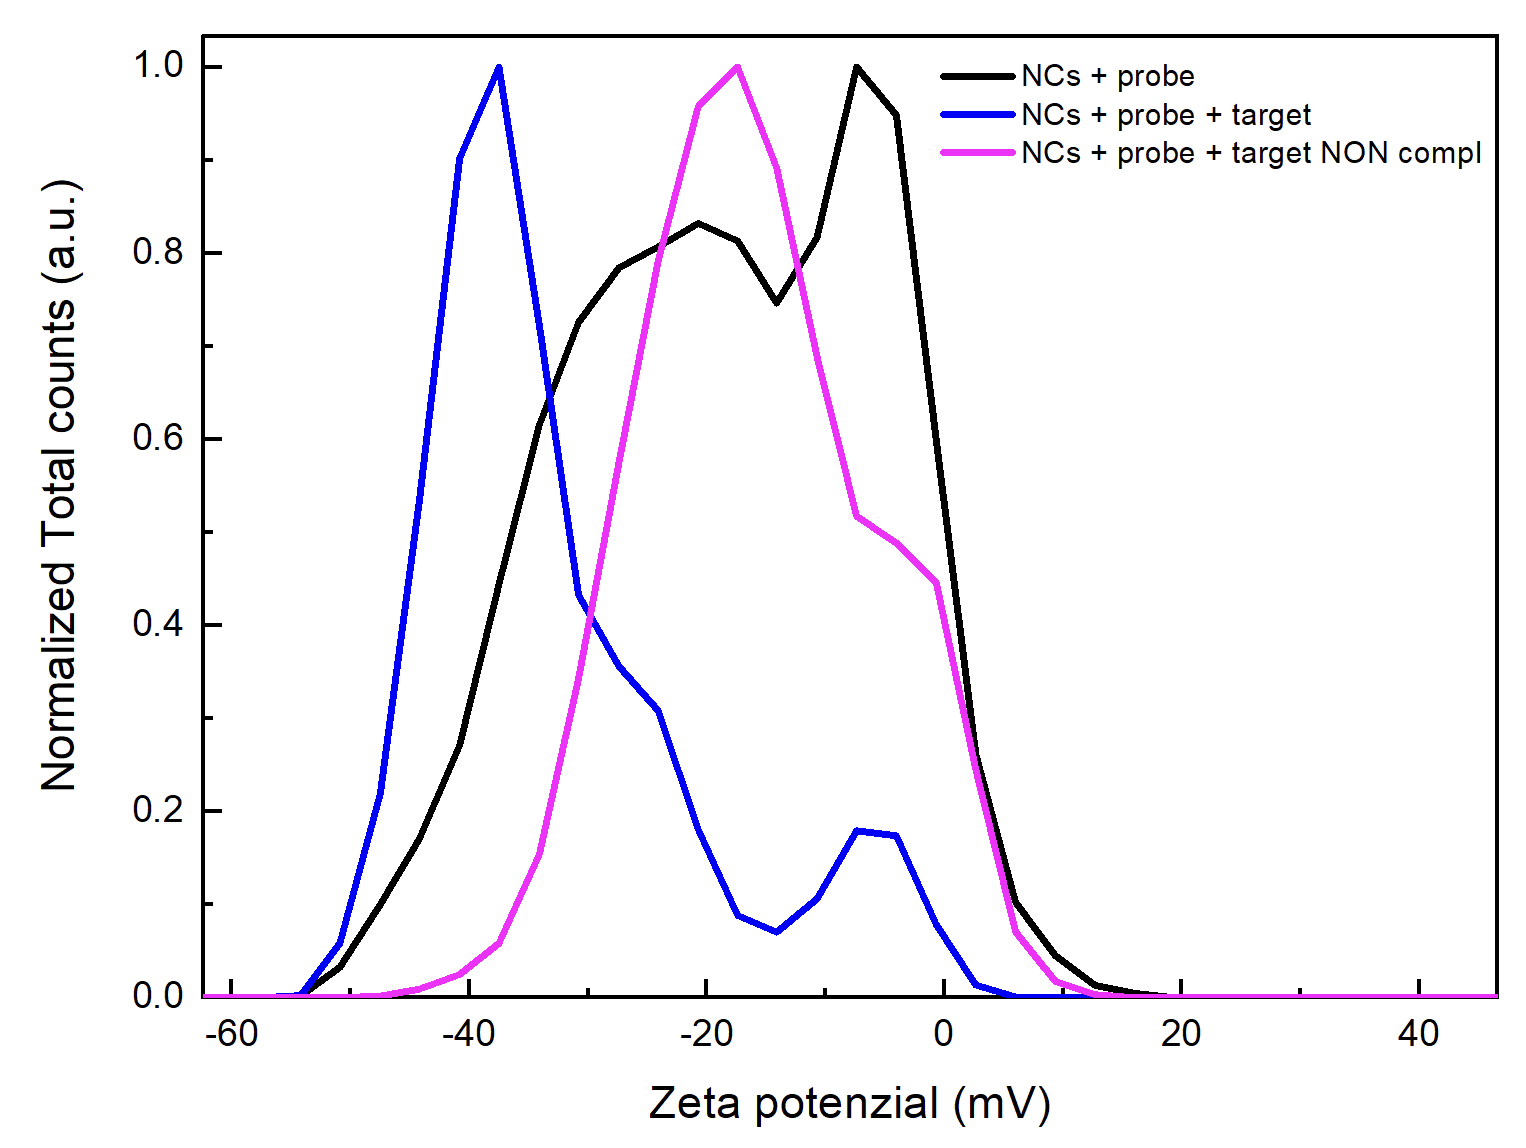 1.0
0.8
0.6
0.4
0.2
0.0
Normalized Total counts (a.u.)
NCs + probe
NCs + probe + target
NCs + probe + target NON compl
-60 -40 -20 0 20 40
Zeta potenzial (mV)